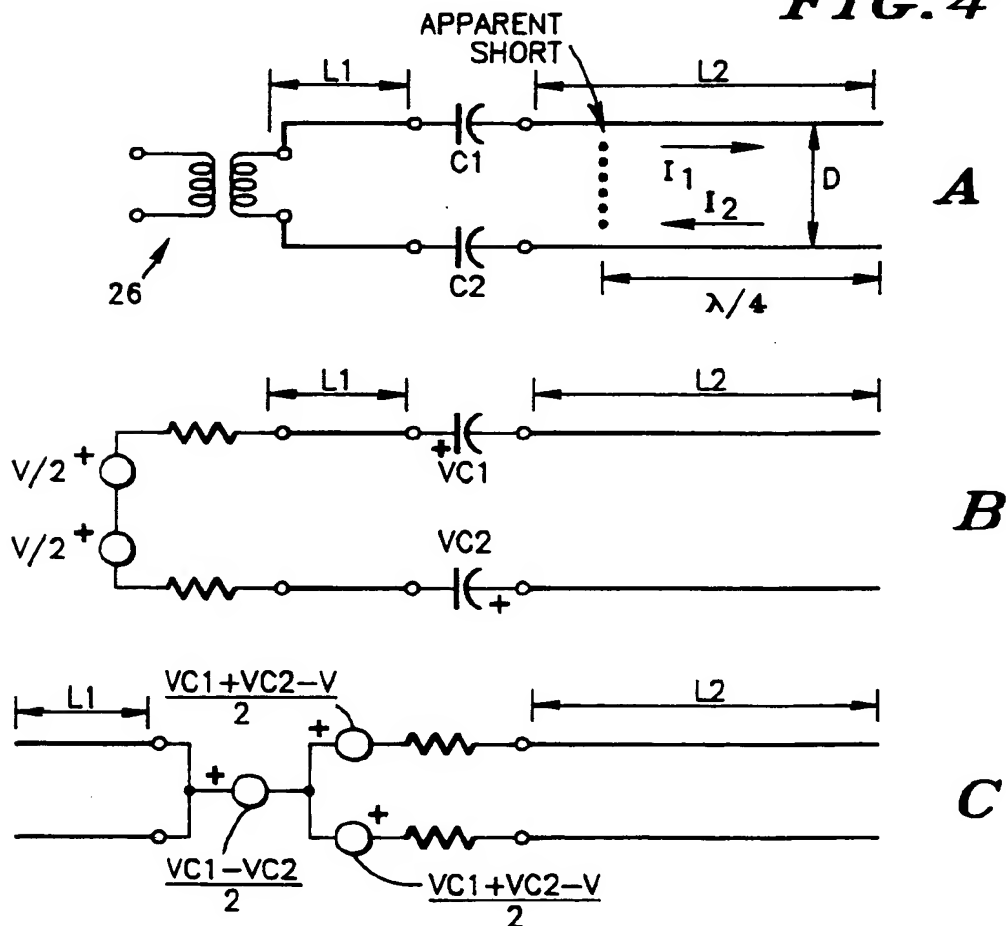 FIG.4
APPARENT
SHORT
L1
L2
C1
I1
D
A
I2
C2
26
λ/4
L1
L2
V/2 +
+
VC1
B
V/2 +
VC2
+
VC1+VC2-V
2
L1
L2
+
+
C
+
VC1-VC2
2
VC1+VC2-V
2